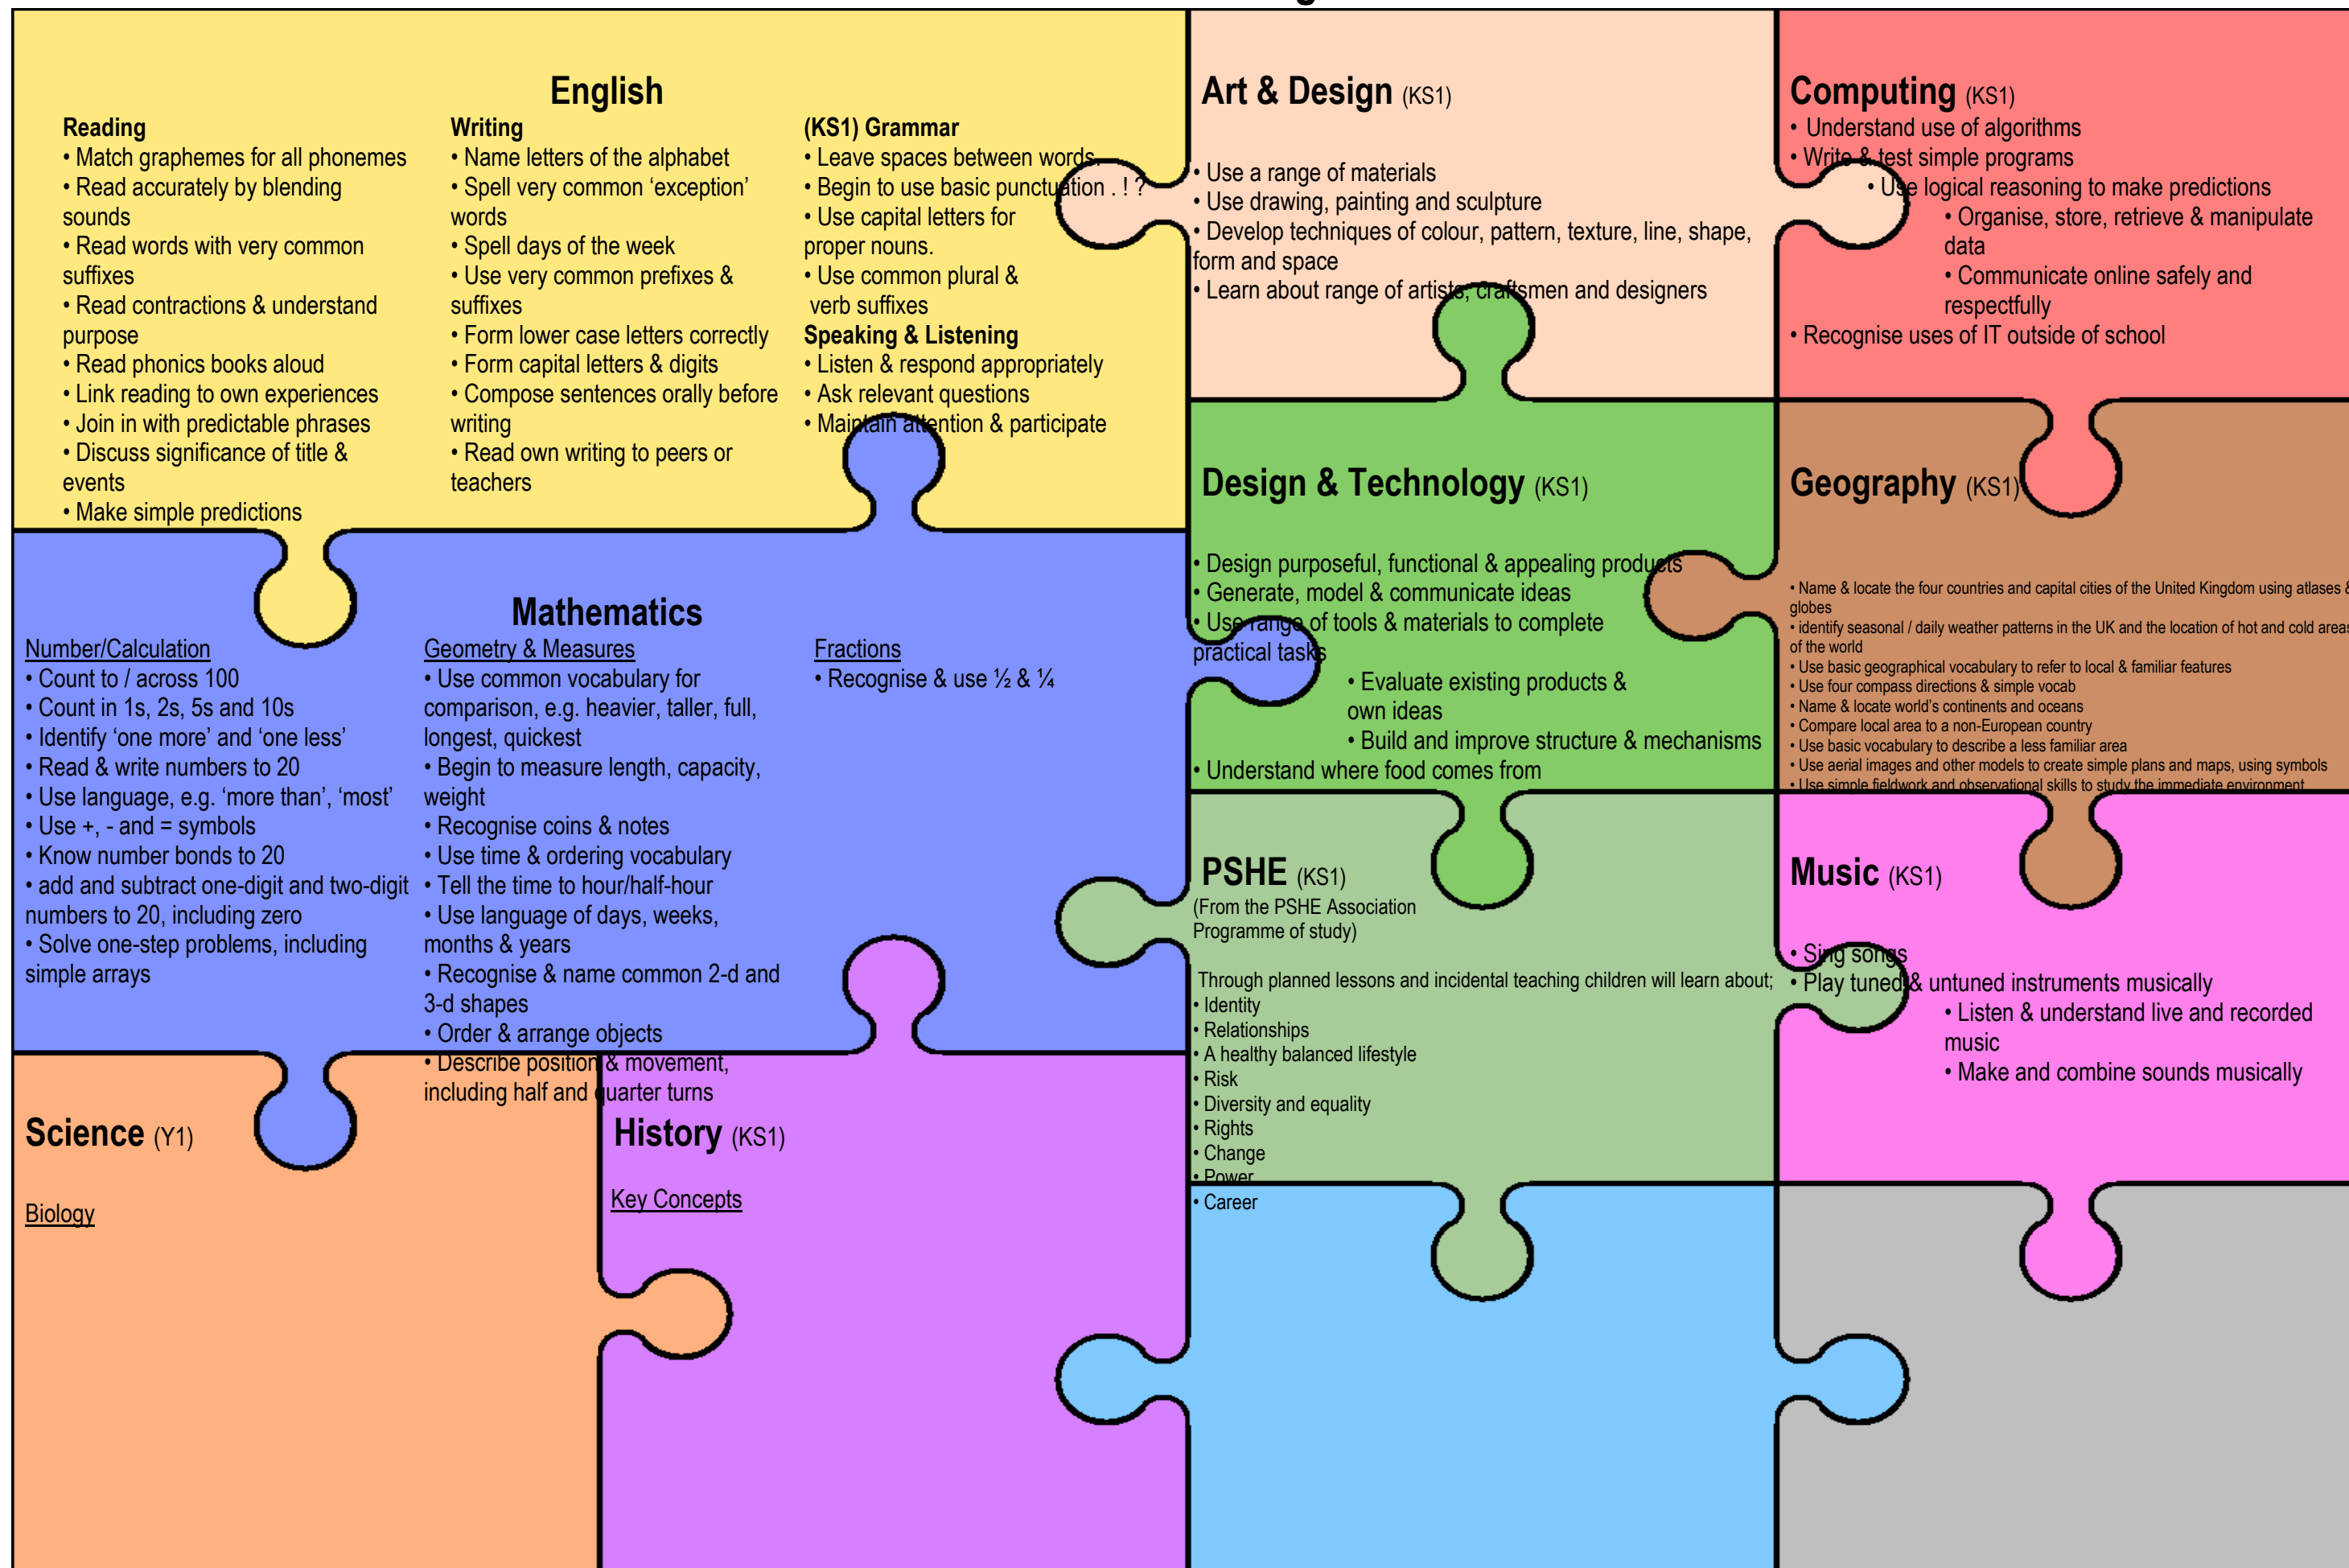 English
Reading
• Match graphemes for all phonemes
• Read accurately by blending
sounds
• Read words with very common
suffixes
• Read contractions & understand
purpose
• Read phonics books aloud
• Link reading to own experiences
• Join in with predictable phrases
• Discuss significance of title &
events
• Make simple predictions
Writing
• Name letters of the alphabet
• Spell very common ‘exception’
words
• Spell days of the week
• Use very common prefixes &
suffixes
• Form lower case letters correctly
• Form capital letters & digits
• Compose sentences orally before
writing
• Read own writing to peers or
teachers
(KS1) Grammar
• Leave spaces between words.
• Begin to use basic punctuation . ! ?
• Use capital letters for
proper nouns.
• Use common plural &
verb suffixes
Speaking & Listening
• Listen & respond appropriately
• Ask relevant questions
• Maintain attention & participate
Art & Design (KS1)
• Use a range of materials
• Use drawing, painting and sculpture
• Develop techniques of colour, pattern, texture, line, shape,
form and space
• Learn about range of artists, craftsmen and designers
Computing (KS1)
• Understand use of algorithms
• Write & test simple programs
• Use logical reasoning to make predictions
• Organise, store, retrieve & manipulate
data
• Communicate online safely and
respectfully
• Recognise uses of IT outside of school
Mathematics
Number/Calculation
• Count to / across 100
• Count in 1s, 2s, 5s and 10s
• Identify ‘one more’ and ‘one less’
• Read & write numbers to 20
• Use language, e.g. ‘more than’, ‘most’
• Use +, - and = symbols
• Know number bonds to 20
• add and subtract one-digit and two-digit
numbers to 20, including zero
• Solve one-step problems, including
simple arrays
Geometry & Measures
• Use common vocabulary for
comparison, e.g. heavier, taller, full,
longest, quickest
• Begin to measure length, capacity,
weight
• Recognise coins & notes
• Use time & ordering vocabulary
• Tell the time to hour/half-hour
• Use language of days, weeks,
months & years
• Recognise & name common 2-d and
3-d shapes
• Order & arrange objects
• Describe position & movement,
including half and quarter turns
Fractions
• Recognise & use ½ & ¼
Design & Technology (KS1)
• Design purposeful, functional & appealing products
• Generate, model & communicate ideas
• Use range of tools & materials to complete
practical tasks
• Evaluate existing products &
own ideas
• Build and improve structure & mechanisms
• Understand where food comes from
Geography (KS1)
• Name & locate the four countries and capital cities of the United Kingdom using atlases &
globes
• identify seasonal / daily weather patterns in the UK and the location of hot and cold areas
of the world
• Use basic geographical vocabulary to refer to local & familiar features
• Use four compass directions & simple vocab
• Name & locate world’s continents and oceans
• Compare local area to a non-European country
• Use basic vocabulary to describe a less familiar area
• Use aerial images and other models to create simple plans and maps, using symbols
• Use simple fieldwork and observational skills to study the immediate environment
PSHE (KS1)
(From the PSHE Association
Programme of study)
Through planned lessons and incidental teaching children will learn about;
• Identity
• Relationships
• A healthy balanced lifestyle
• Risk
• Diversity and equality
• Rights
• Change
• Power
• Career
Music (KS1)
• Sing songs
• Play tuned & untuned instruments musically
• Listen & understand live and recorded
music
• Make and combine sounds musically
Science (Y1)
Biology
History (KS1)
Key Concepts